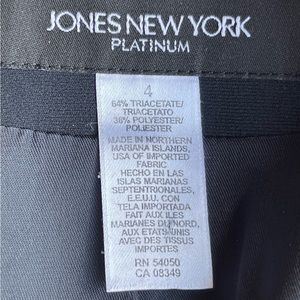 JONES NEW YORK
PLATINUM
4
64% TRIACETATE/
TRIACETATO
36% POLYESTER/
POLIESTER
MADE IN NORTHERN
MARIANA ISLANDS,
USA OF IMPORTED
FABRIC
HECHO EN LAS
ISLAS MARIANAS
SEPTENTRIONALES,
E.E.U.U. CON
TELA IMPORTADA
FAIT AUX ILES
MARIANES DU NORD,
AUX ETATS UNIS
AVEC DES TISSUS
IMPORTES
RN 54050
CA 08349